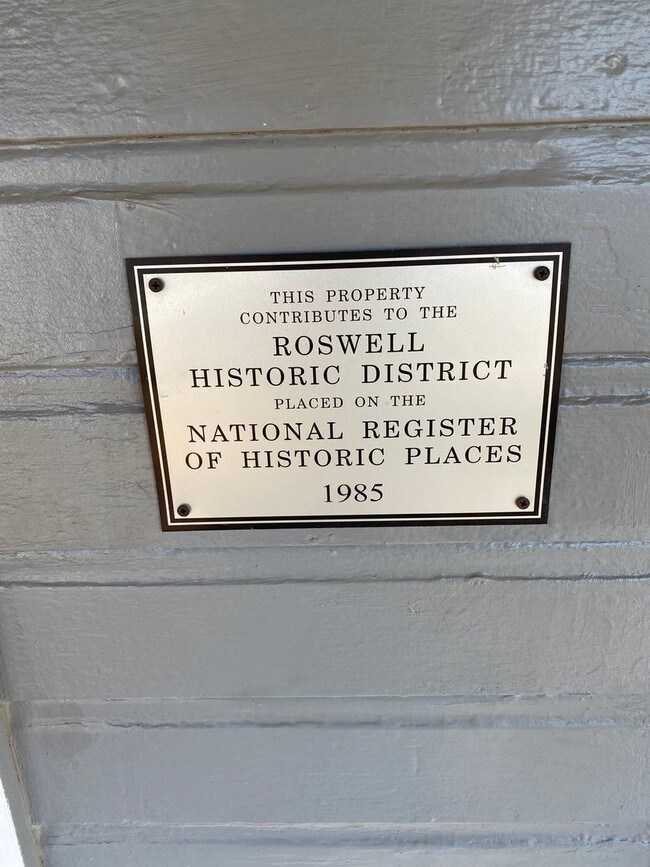 THIS PROPERTY
CONTRIBUTES TO THE
ROSWELL
HISTORIC DISTRICT
PLACED ON THE
NATIONAL REGISTER
OF HISTORIC PLACES
1985